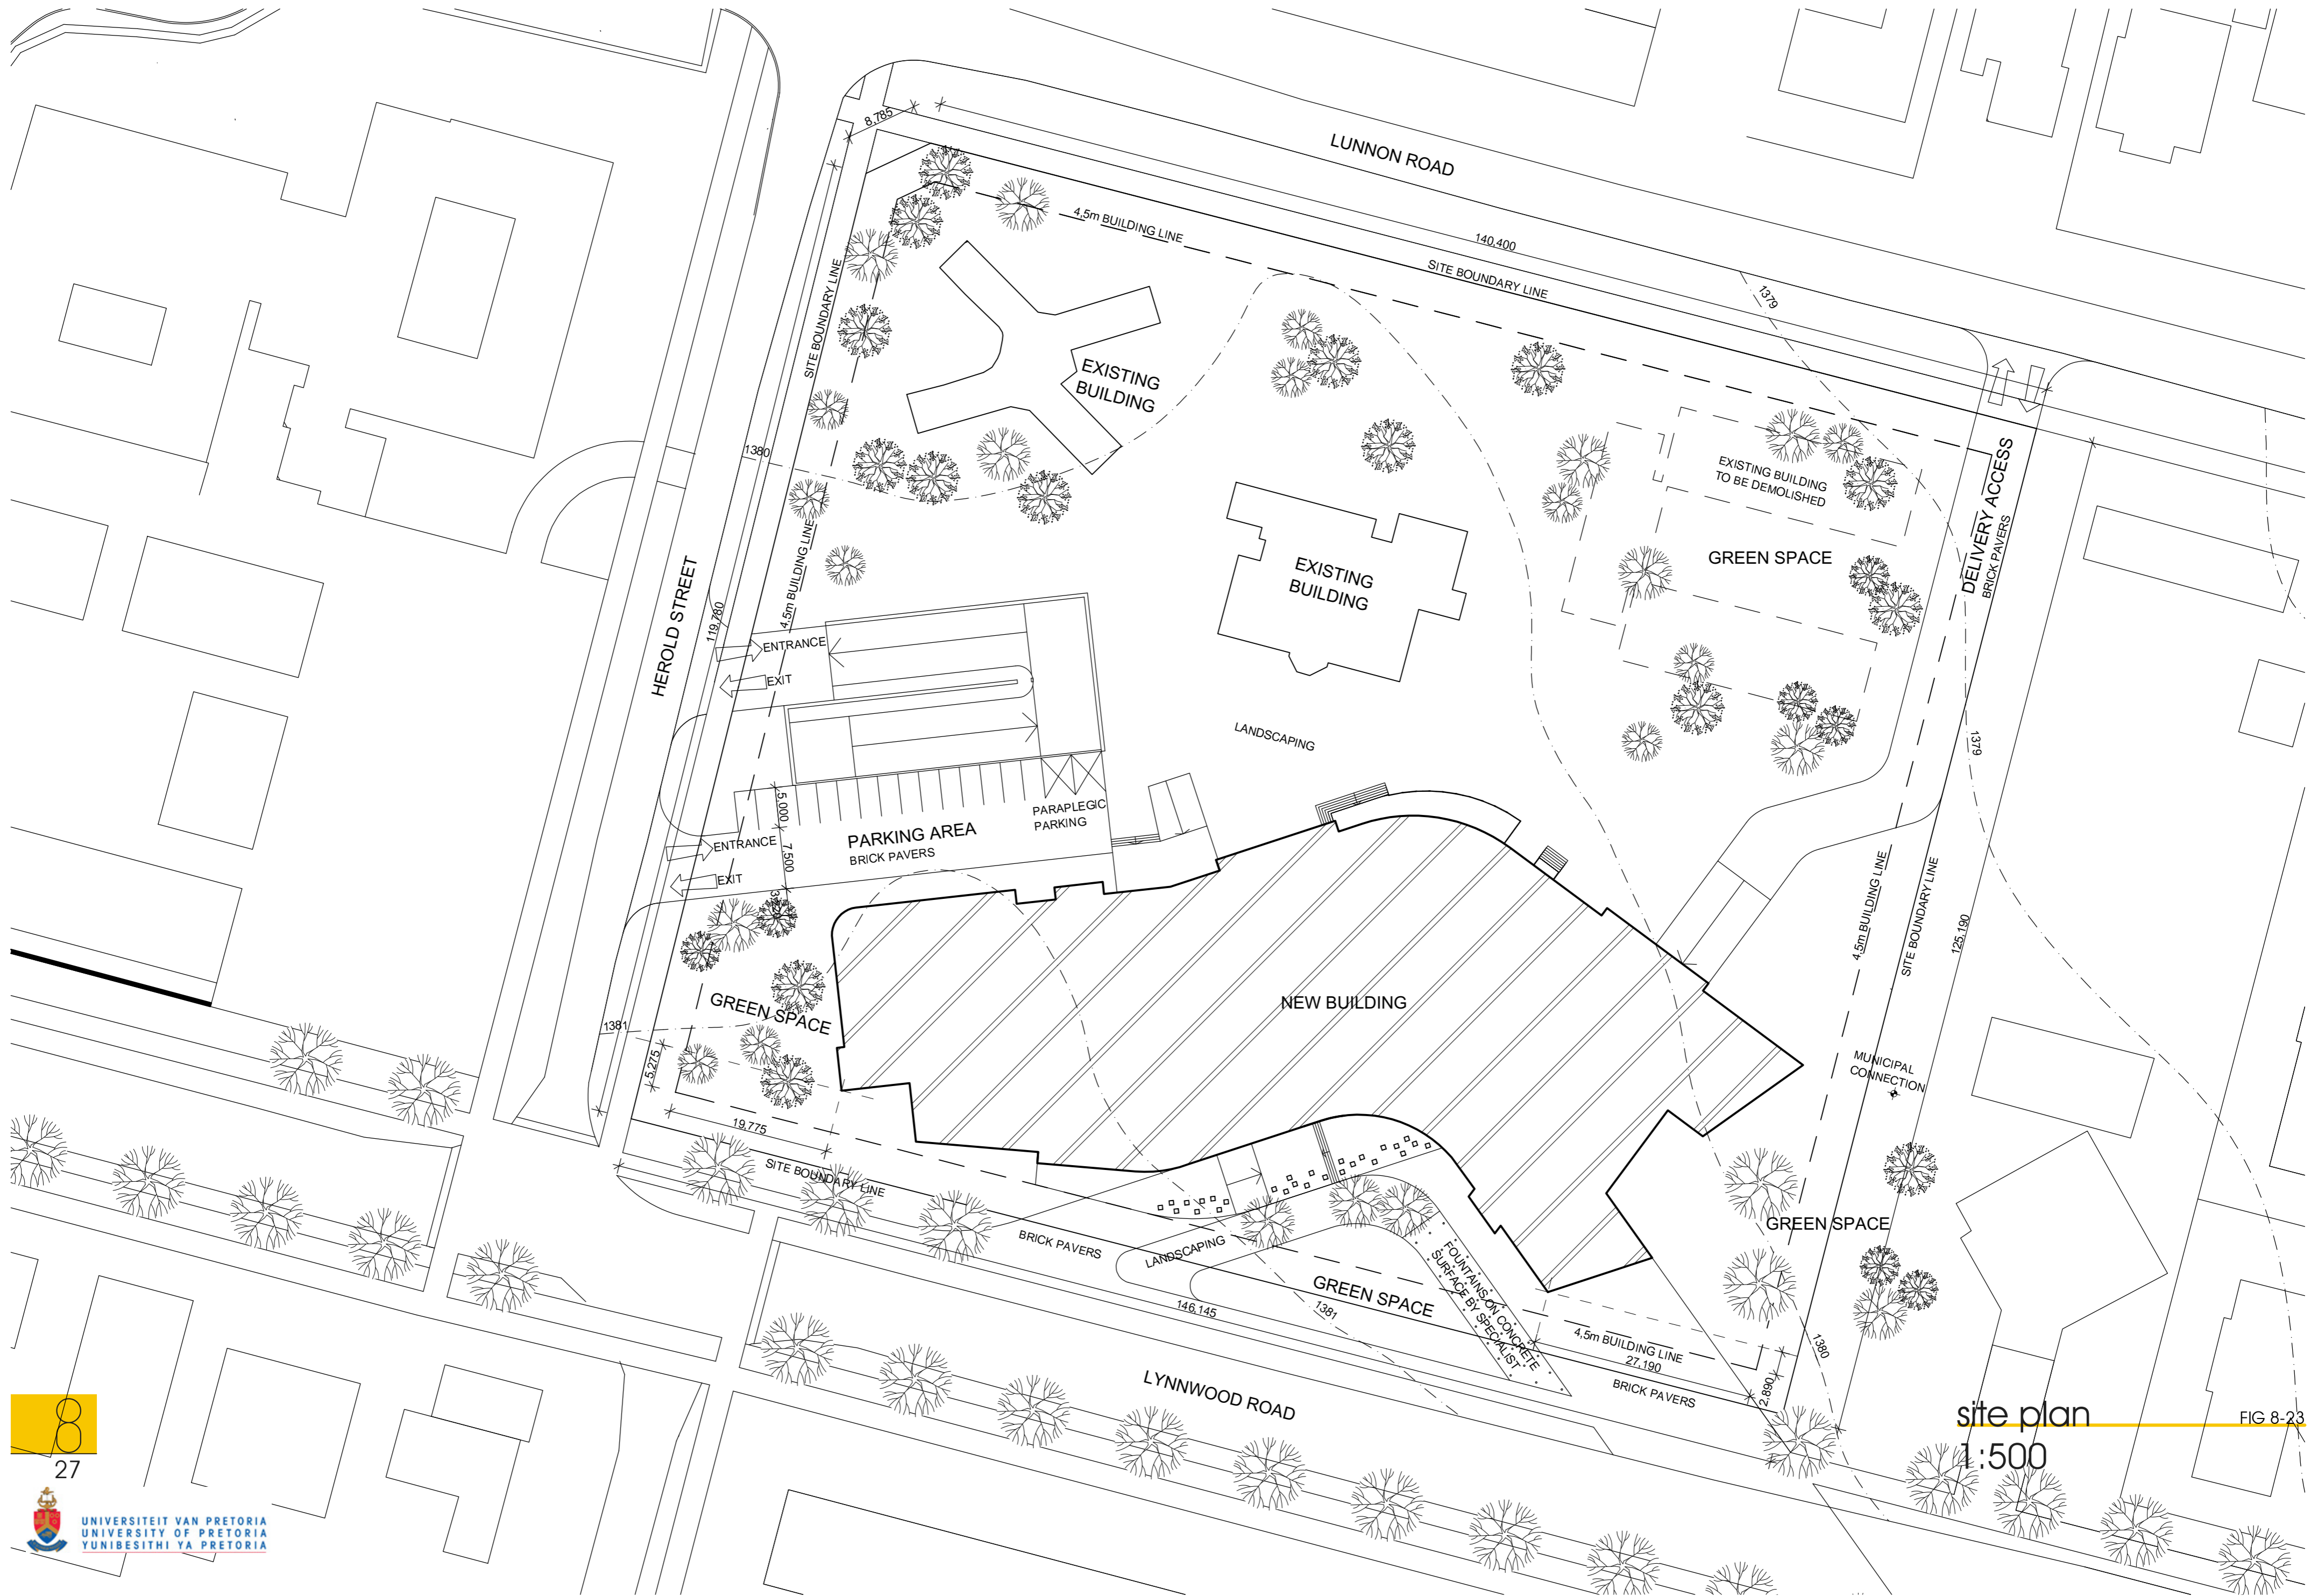 8,785
LUNNON ROAD
4,5m BUILDING LINE
140,400
SITE BOUNDARY LINE
1379
SITE BOUNDARY LINE
EXISTING
BUILDING
1380
EXISTING BUILDING
TO BE DEMOLISHED
GREEN SPACE
DELIVERY ACCESS
BRICK PAVERS
4,5m BUILDING LINE
HEROLD STREET
119,780
EXISTING
BUILDING
ENTRANCE
EXIT
LANDSCAPING
1379
5,000
7,500
PARAPLEGIC
PARKING
PARKING AREA
BRICK PAVERS
ENTRANCE
EXIT
4,5m BUILDING LINE
SITE BOUNDARY LINE
125,190
GREEN SPACE
NEW BUILDING
1381
5,275
MUNICIPAL
CONNECTION
19,775
SITE BOUNDARY LINE
BRICK PAVERS
LANDSCAPING
GREEN SPACE
GREEN SPACE
146,145
1381
FOUNTAINS ON CONCRETE
SURFACE BY SPECIALIST
4,5m BUILDING LINE
27,190
BRICK PAVERS
2,890
1380
LYNNWOOD ROAD
site plan
1:500
FIG 8-23
8
27
UNIVERSITEIT VAN PRETORIA
UNIVERSITY OF PRETORIA
YUNIBESITHI YA PRETORIA